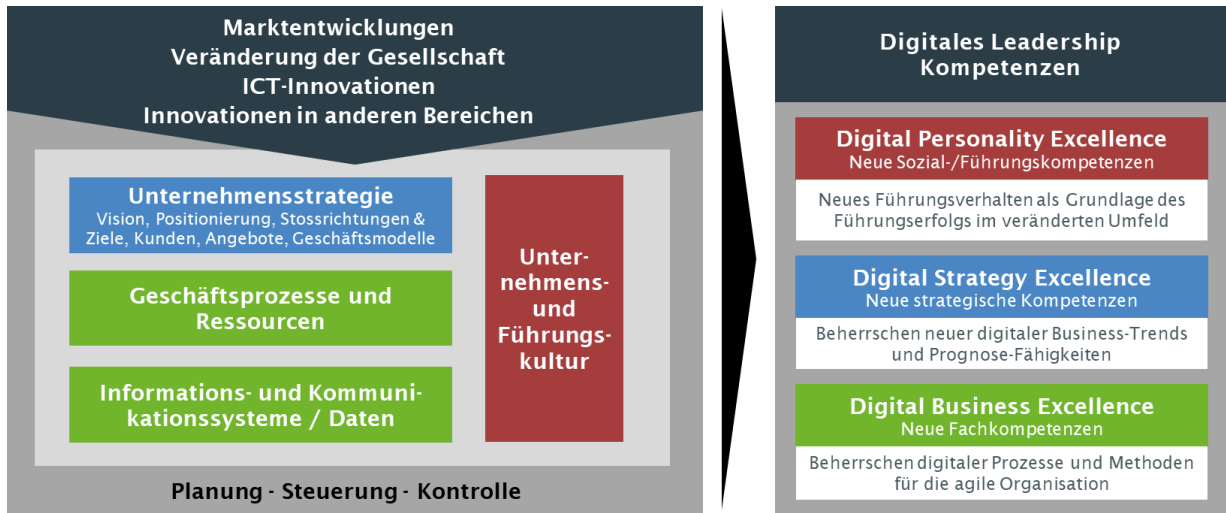 Marktentwicklungen
Veränderung der Gesellschaft
ICT-Innovationen
Innovationen in anderen Bereichen
Unternehmensstrategie
Vision, Positionierung, Stossrichtungen &
Ziele, Kunden, Angebote, Geschäftsmodelle
Geschäftsprozesse und
Ressourcen
Informations- und Kommuni-
kationssysteme / Daten
Unter-
nehmens-
und
Führungs-
kultur
Planung - Steuerung - Kontrolle
Digitales Leadership
Kompetenzen
Digital Personality Excellence
Neue Sozial-/Führungskompetenzen
Neues Führungsverhalten als Grundlage des
Führungserfolgs im veränderten Umfeld
Digital Strategy Excellence
Neue strategische Kompetenzen
Beherrschen neuer digitaler Business-Trends
und Prognose-Fähigkeiten
Digital Business Excellence
Neue Fachkompetenzen
Beherrschen digitaler Prozesse und Methoden
für die agile Organisation